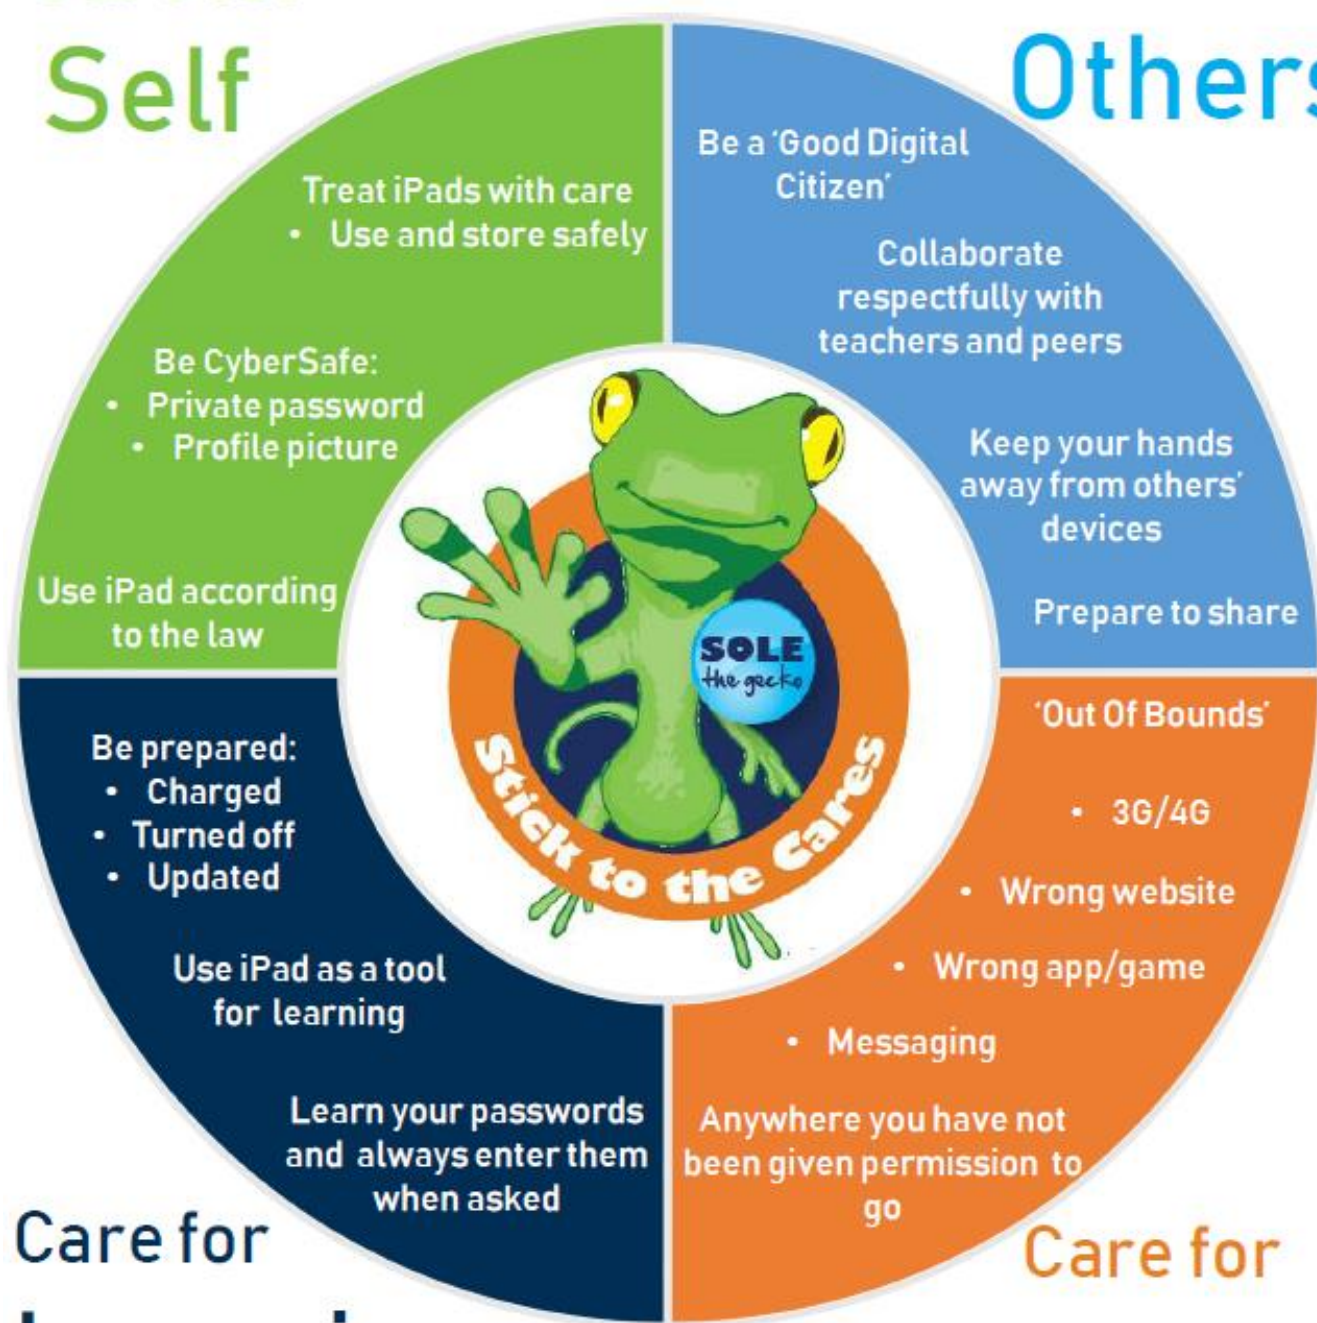 Self
Others
Treat iPads with care
• Use and store safely
Be CyberSafe:
• Private password
• Profile picture
Use iPad according
to the law
Be a 'Good Digital
Citizen'
Collaborate
respectfully with
teachers and peers
Keep your hands
away from others'
devices
Prepare to share
SOLE
the gecko
Stick to the Cares
Be prepared:
• Charged
• Turned off
• Updated
Use iPad as a tool
for learning
Learn your passwords
and always enter them
when asked
'Out Of Bounds'
• 3G/4G
• Wrong website
• Wrong app/game
• Messaging
Anywhere you have not
been given permission to
go
Care for
Care for